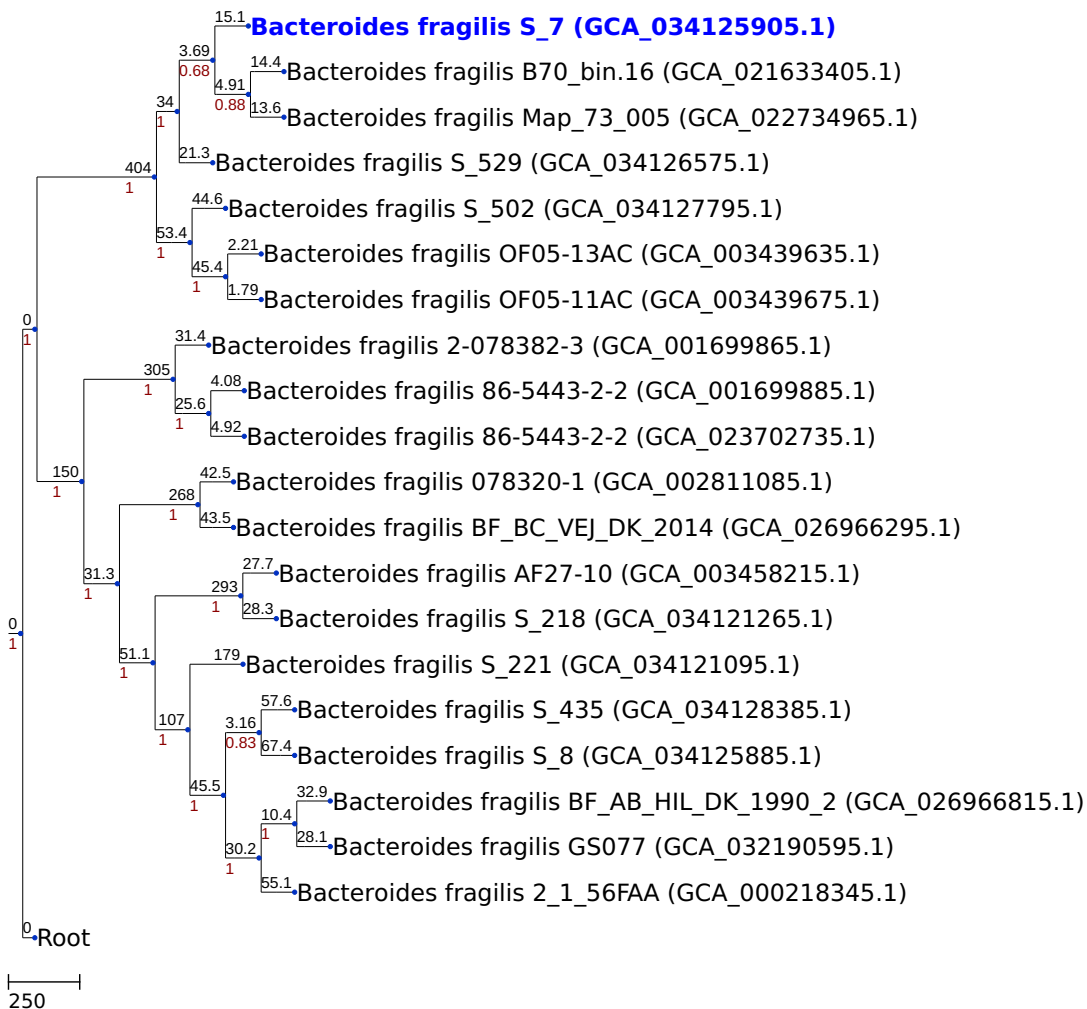 15.1
Bacteroides fragilis S_7 (GCA_034125905.1)
3.69
0.68
14.4
Bacteroides fragilis B70_bin.16 (GCA_021633405.1)
4.91
0.88
34
1
13.6
Bacteroides fragilis Map_73_005 (GCA_022734965.1)
21.3
Bacteroides fragilis S_529 (GCA_034126575.1)
404
1
44.6
Bacteroides fragilis S_502 (GCA_034127795.1)
53.4
1
2.21
Bacteroides fragilis OF05-13AC (GCA_003439635.1)
45.4
1
1.79
Bacteroides fragilis OF05-11AC (GCA_003439675.1)
0
1
31.4
Bacteroides fragilis 2-078382-3 (GCA_001699865.1)
305
1
4.08
Bacteroides fragilis 86-5443-2-2 (GCA_001699885.1)
25.6
1
4.92
Bacteroides fragilis 86-5443-2-2 (GCA_023702735.1)
150
1
42.5
Bacteroides fragilis 078320-1 (GCA_002811085.1)
268
1
43.5
Bacteroides fragilis BF_BC_VEJ_DK_2014 (GCA_026966295.1)
31.3
1
27.7
Bacteroides fragilis AF27-10 (GCA_003458215.1)
293
1
28.3
Bacteroides fragilis S_218 (GCA_034121265.1)
0
1
51.1
1
179
Bacteroides fragilis S_221 (GCA_034121095.1)
57.6
Bacteroides fragilis S_435 (GCA_034128385.1)
107
1
3.16
0.83
67.4
Bacteroides fragilis S_8 (GCA_034125885.1)
45.5
1
32.9
Bacteroides fragilis BF_AB_HIL_DK_1990_2 (GCA_026966815.1)
10.4
1
28.1
Bacteroides fragilis GS077 (GCA_032190595.1)
30.2
1
55.1
Bacteroides fragilis 2_1_56FAA (GCA_000218345.1)
0
Root
250